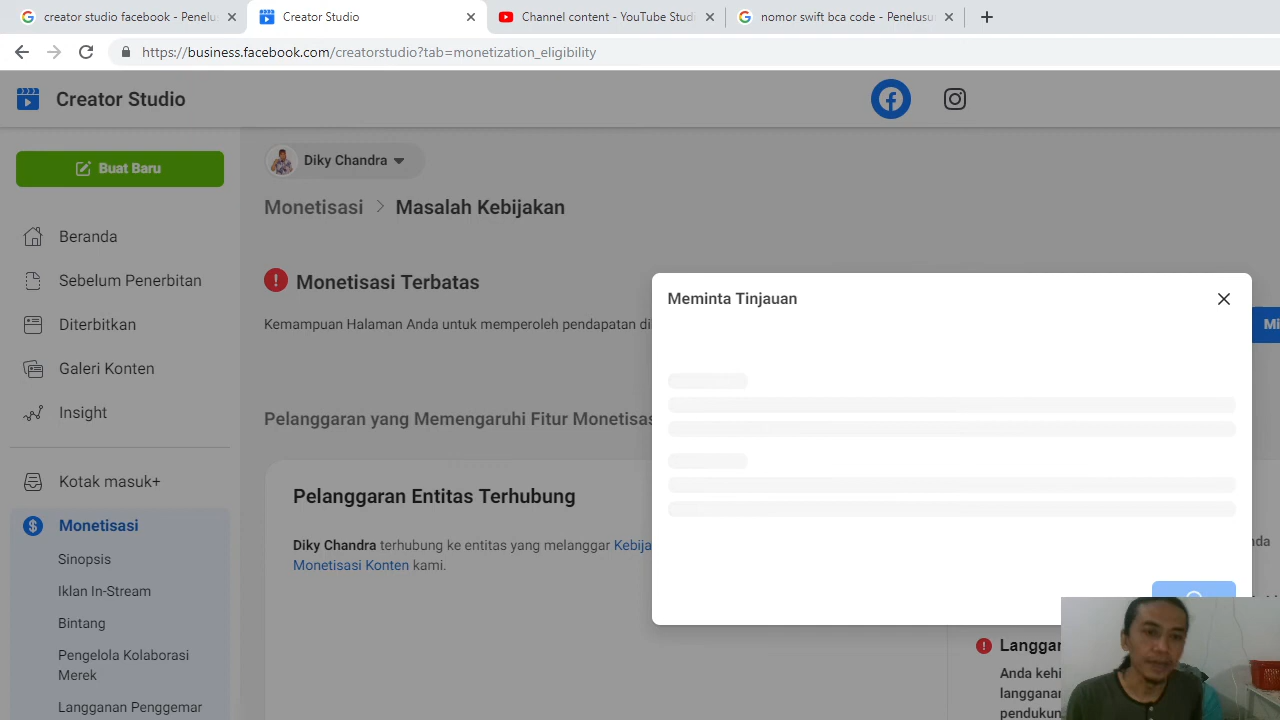 creator studio facebook - Penelu
Creator Studio
Channel content - YouTube Stud
nomor swift bca code - Penelusu
https://business.facebook.com/creatorstudio?tab=monetization_eligibility
Creator Studio
Buat Baru
Diky Chandra
Monetisasi > Masalah Kebijakan
Beranda
Sebelum Penerbitan
Diterbitkan
Galeri Konten
Insight
Kotak masuk+
Monetisasi
Sinopsis
Iklan In-Stream
Bintang
Pengelola Kolaborasi
Merek
Langganan Penggemar
Monetisasi Terbatas
Kemampuan Halaman Anda untuk memperoleh pendapatan di
Mi
Pelanggaran yang Memengaruhi Fitur Monetisas
Pelanggaran Entitas Terhubung
Diky Chandra terhubung ke entitas yang melanggar Kebija
Monetisasi Konten kami.
Meminta Tinjauan
nda
Langgar
Anda kehi
langganan
pendukun